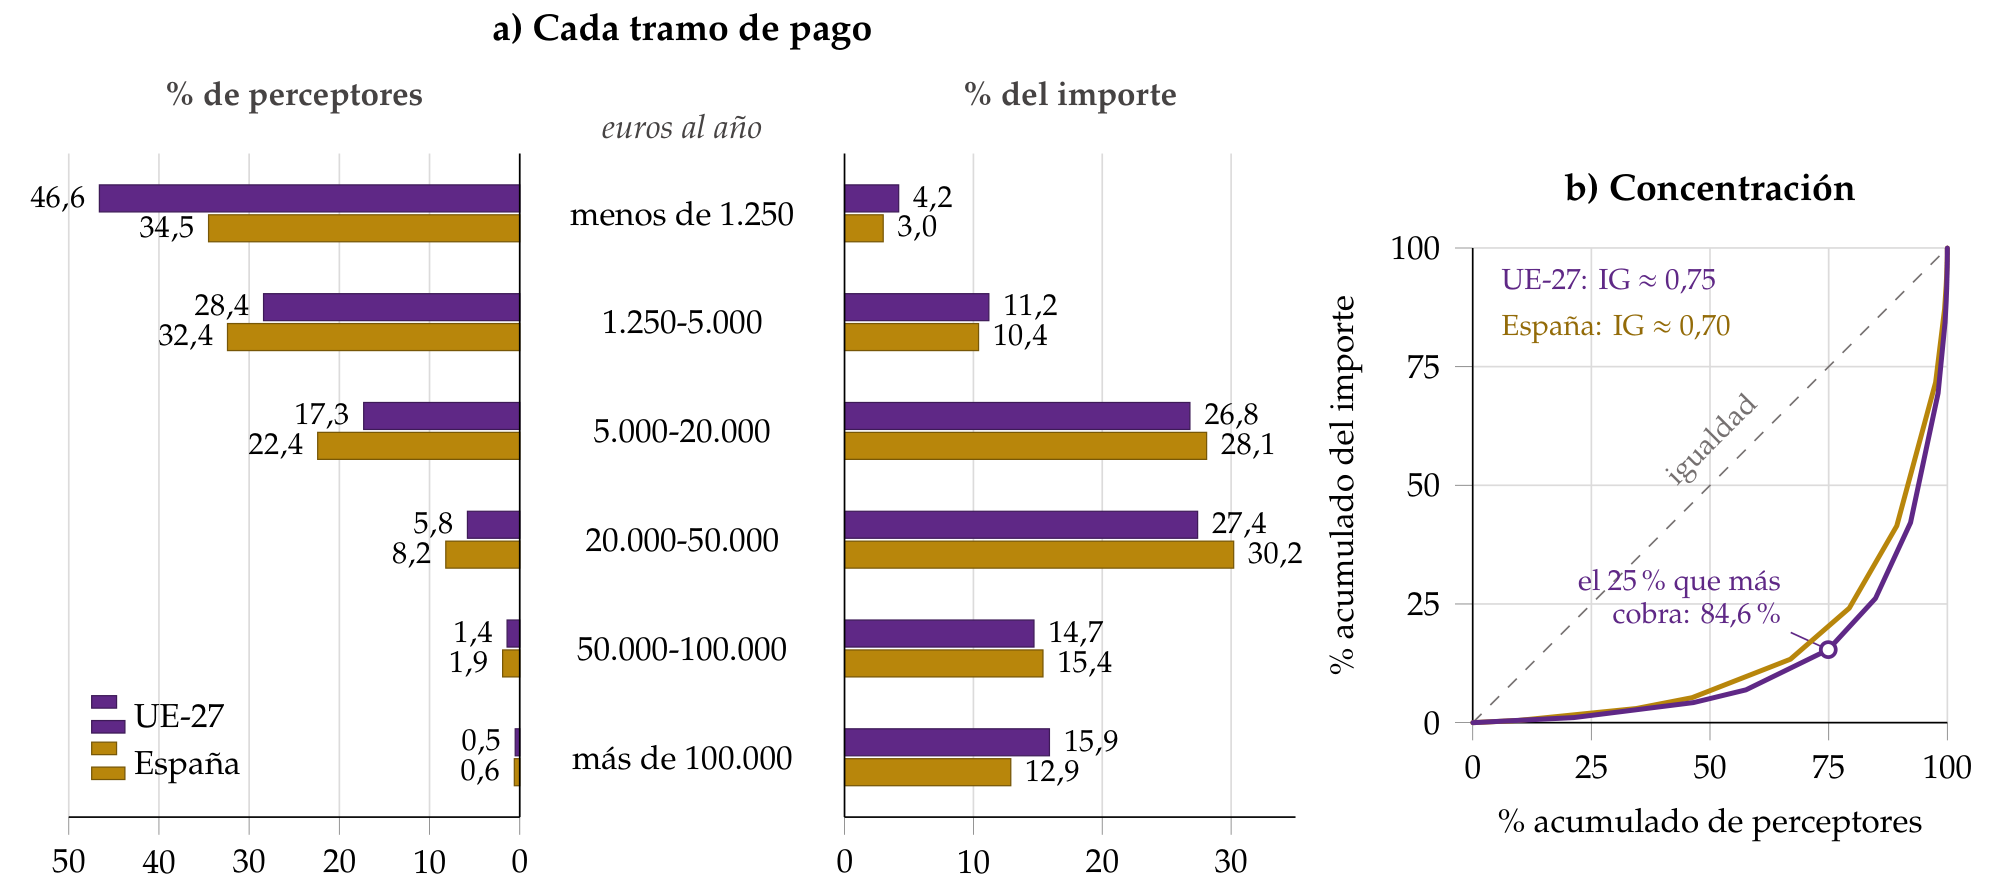 a) Cada tramo de pago
% de perceptores
% del importe
euros al año
46,6
34,5
menos de 1.250
4,2
3,0
28,4
32,4
1.250-5.000
11,2
10,4
17,3
22,4
5.000-20.000
26,8
28,1
5,8
8,2
20.000-50.000
27,4
30,2
1,4
1,9
50.000-100.000
14,7
15,4
0,5
0,6
más de 100.000
15,9
12,9
UE-27
España
50 40 30 20 10 0
0 10 20 30
b) Concentración
% acumulado del importe
100
75
50
25
0
UE-27: IG ≈ 0,75
España: IG ≈ 0,70
igualdad
el 25 % que más
cobra: 84,6 %
0 25 50 75 100
% acumulado de perceptores